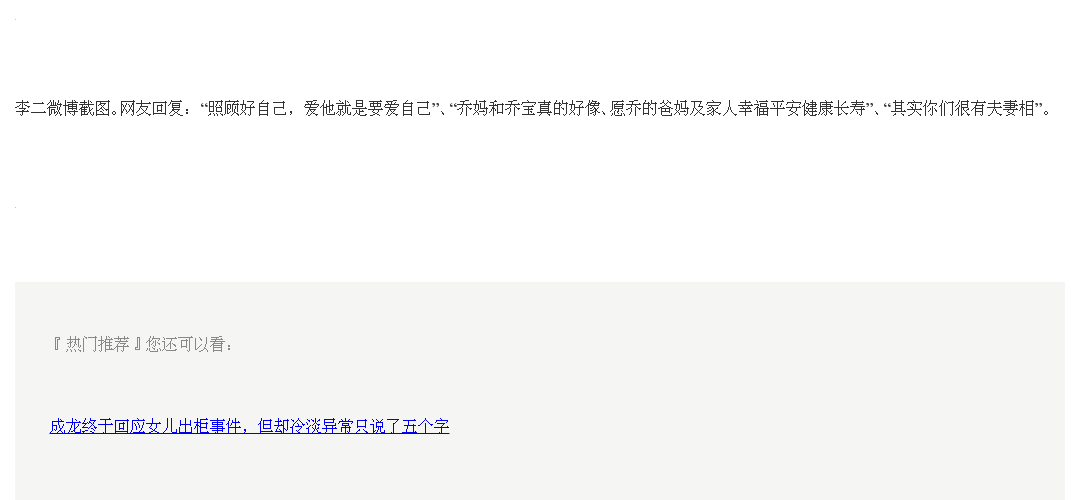 李二微博截图。网友回复：“照顾好自己，爱他就是要爱自己”、“乔妈和乔宝真的好像、愿乔的爸妈及家人幸福平安健康长寿”、“其实你们很有夫妻相”。
『 热门推荐 』您还可以看：
成龙终于回应女儿出柜事件，但却冷淡异常只说了五个字